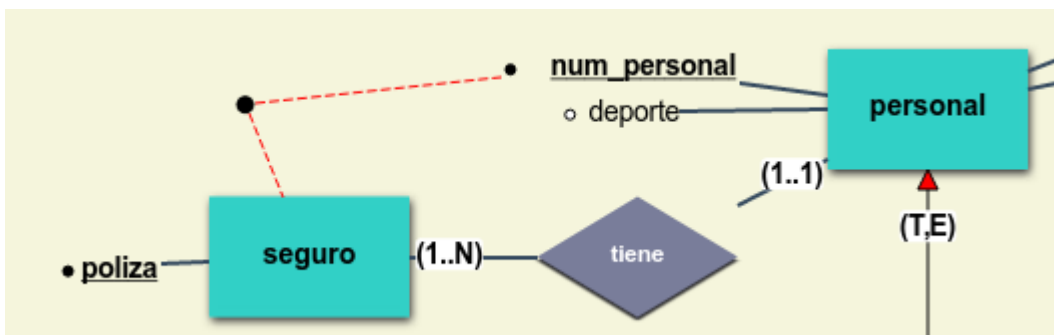 num_personal
deporte
personal
(1..1)
(T,E)
seguro
(1..N)
tiene
poliza